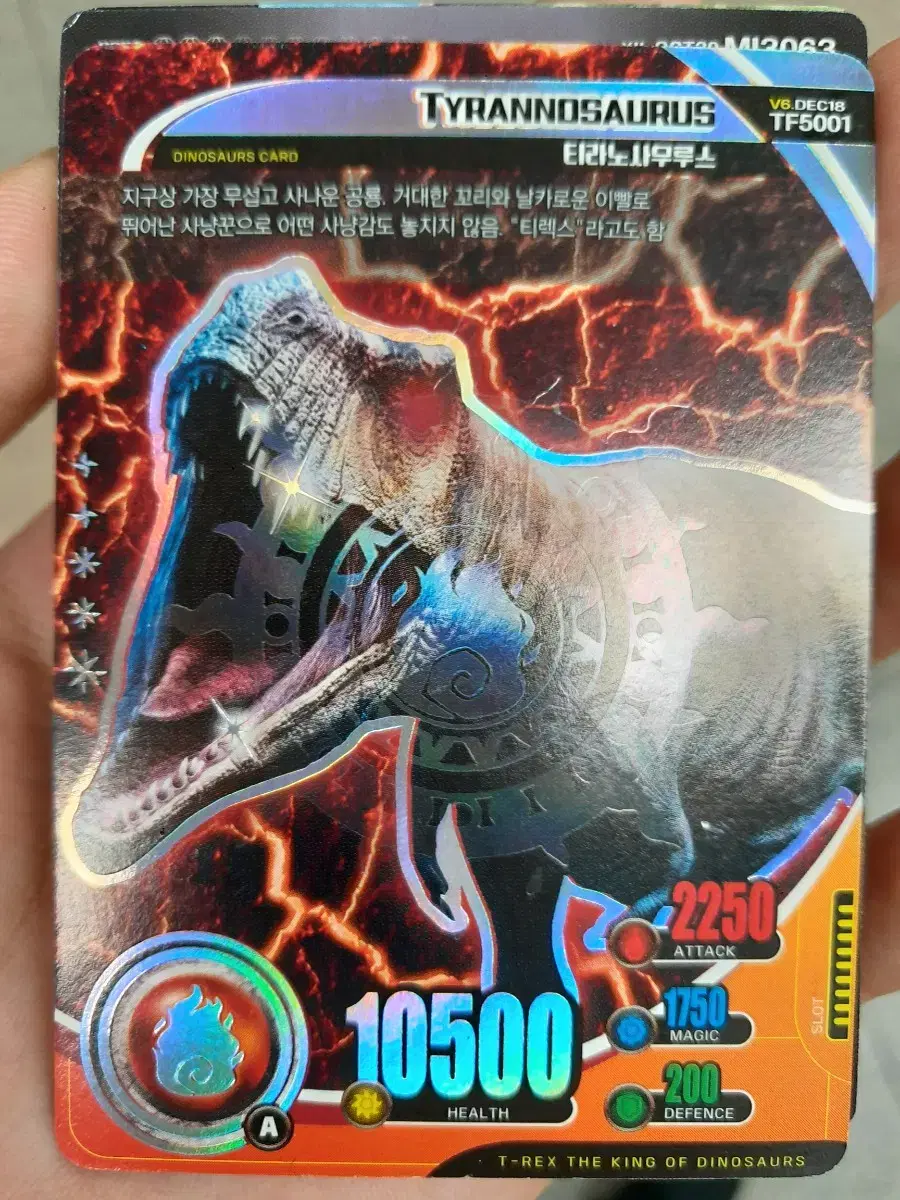 MI3063
TYRANNOSAURUS
V6.DEC18
TF5001
DINOSAURS CARD
티라노사우루스
지구상 가장 무섭고 사나운 공룡. 거대한 꼬리와 날카로운 이빨로
뛰어난 사냥꾼으로 어떤 사냥감도 놓치지 않음. "티렉스"라고도 함
2250
ATTACK
10500
HEALTH
1750
MAGIC
200
DEFENCE
SLOT
A
T-REX THE KING OF DINOSAURS